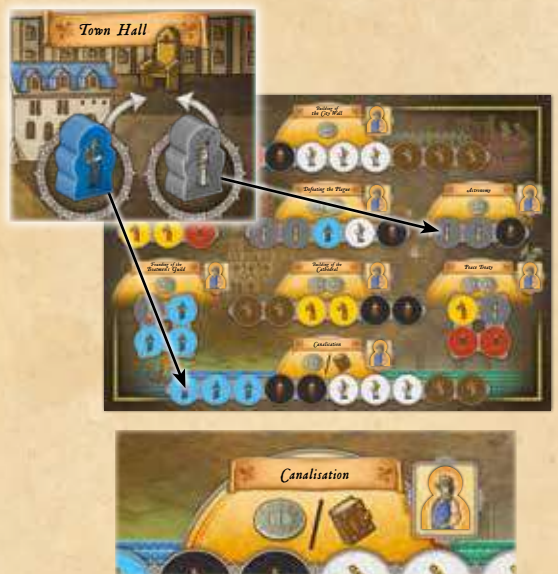 Town Hall
Building of
the City Wall
Defeating the Plague
Astronomy
Founding of the
Boatmen's Guild
Building of the
Cathedral
Peace Treaty
Canalisation
Canalisation